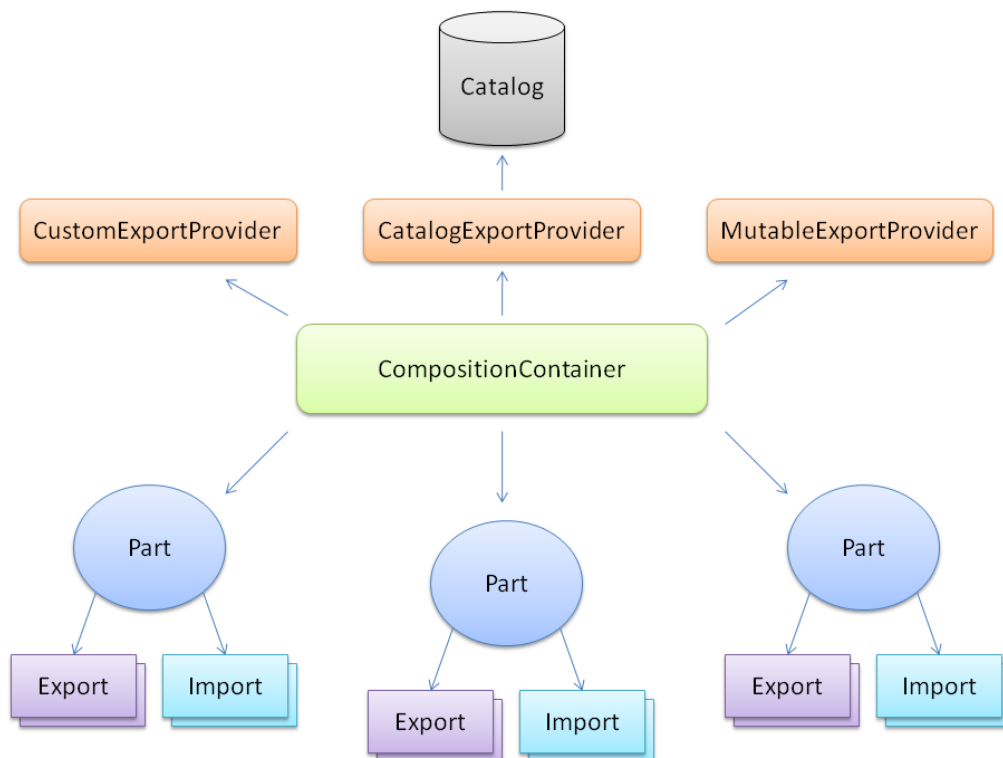 Catalog
CustomExportProvider
CatalogExportProvider
MutableExportProvider
CompositionContainer
Part
Part
Part
Export
Import
Export
Import
Export
Import